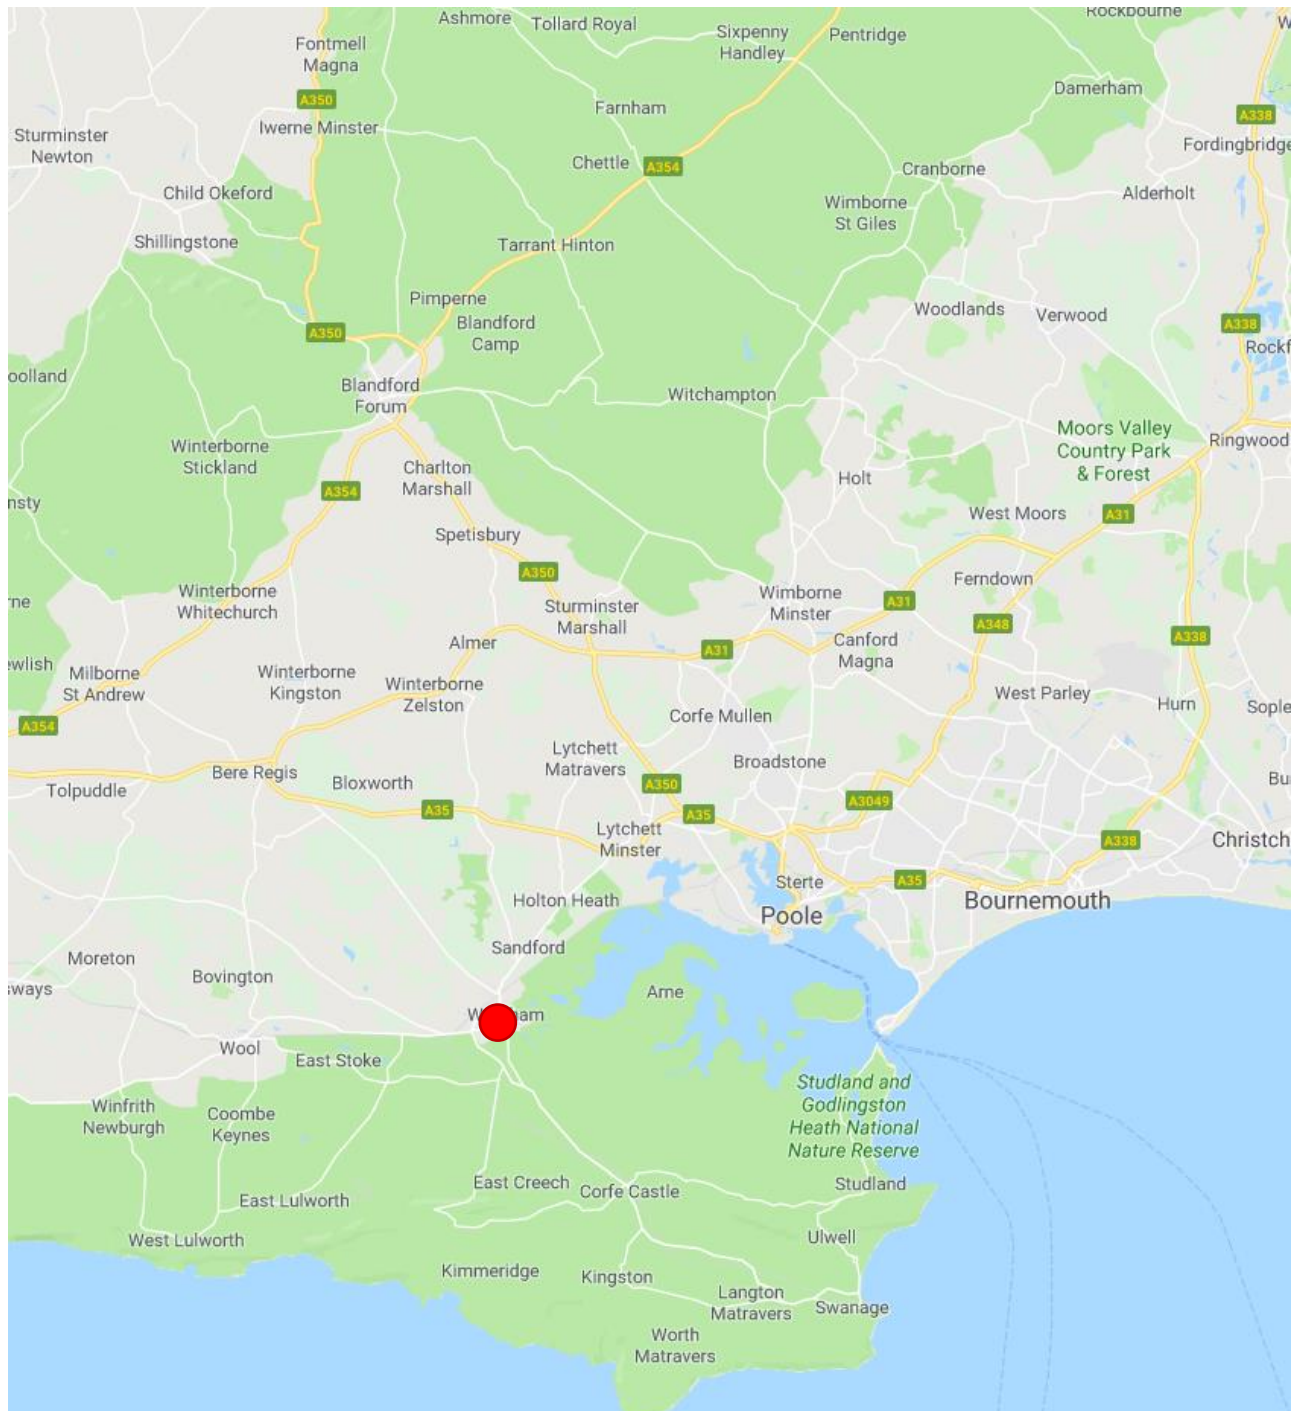 Ashmore
Tollard Royal
Rockbourne
Sixpenny
Handley
Pentridge
Fontmell
Magna
Damerham
A350
Farnham
A338
Iwerne Minster
Sturminster
Newton
Fordingbridge
Chettle
A354
Cranborne
Child Okeford
Alderholt
Wimborne
St Giles
Shillingstone
Tarrant Hinton
Pimperne
Woodlands
Verwood
Blandford
Camp
A350
A338
Rockf
oolland
Blandford
Forum
Witchampton
Moors Valley
Country Park
& Forest
Ringwood
Winterborne
Stickland
Charlton
Marshall
Holt
A354
nsty
West Moors
A31
Spetisbury
A350
Ferndown
Winterborne
Whitechurch
Wimborne
Minster
A31
rne
Sturminster
Marshall
A348
A338
Almer
A31
Canford
Magna
ewlish
Milborne
St Andrew
Winterborne
Kingston
Winterborne
Zelston
West Parley
Hurn
Sople
A354
Corfe Mullen
Lytchett
Matravers
Broadstone
Bere Regis
Bloxworth
A350
Bu
Tolpuddle
A35
A3049
A35
Lytchett
Minster
A338
Christch
Sterte
A35
Holton Heath
Bournemouth
Poole
Sandford
Moreton
Bovington
Arne
sways
W
am
Wool
East Stoke
Studland and
Godlingston
Heath National
Nature Reserve
Winfrith
Newburgh
Coombe
Keynes
East Creech
Corfe Castle
Studland
East Lulworth
West Lulworth
Ulwell
Kimmeridge
Kingston
Langton
Matravers
Swanage
Worth
Matravers